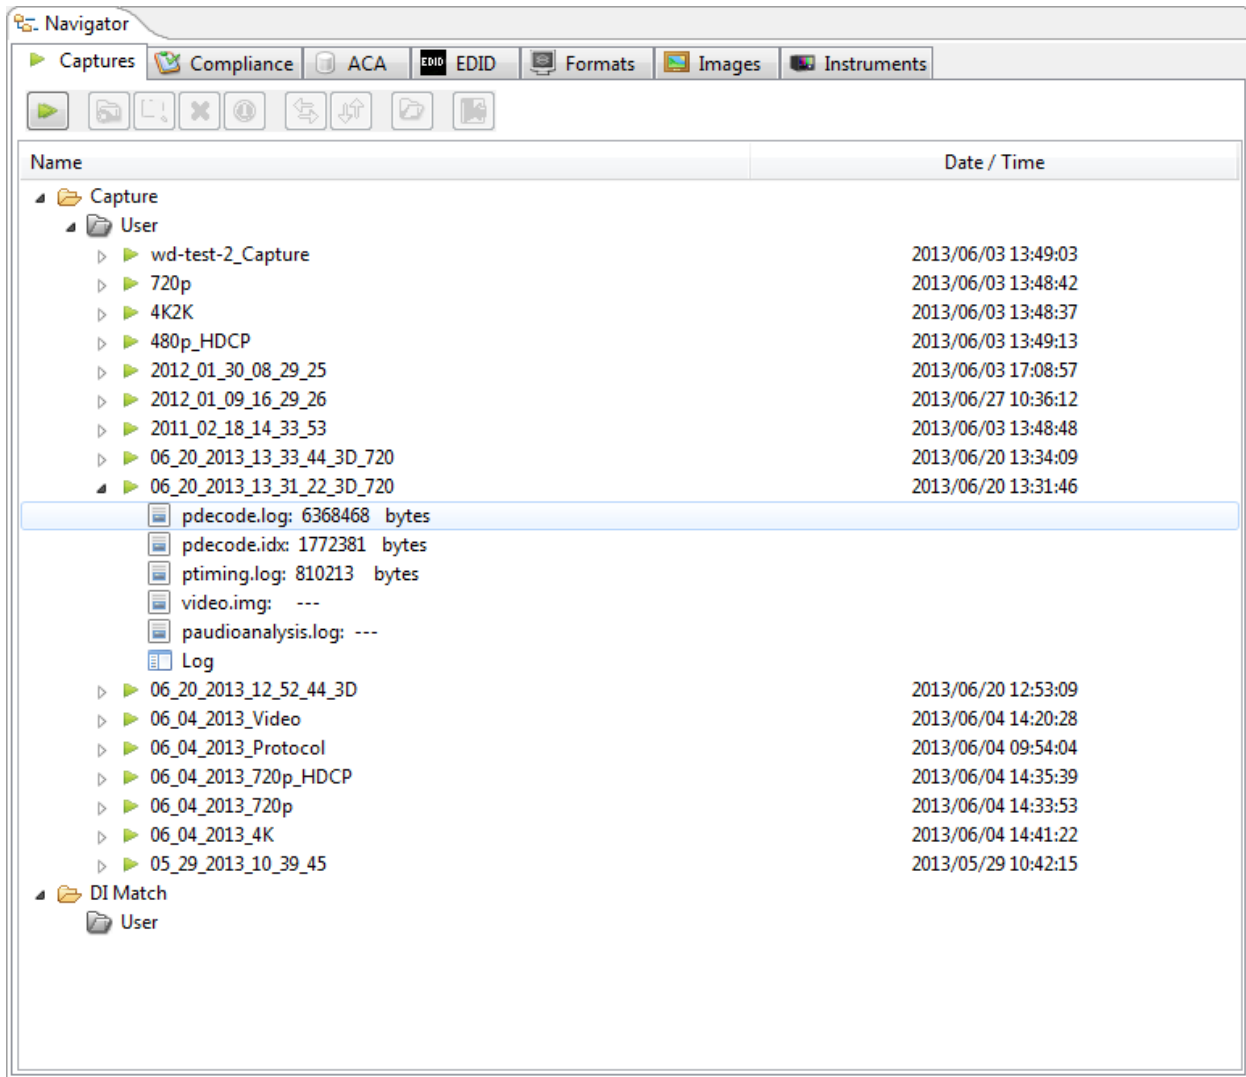 Navigator
Captures Compliance ACA EDID EDID Formats Images Instruments
Name Date / Time
Capture
User
wd-test-2_Capture 2013/06/03 13:49:03
720p 2013/06/03 13:48:42
4K2K 2013/06/03 13:48:37
480p_HDCP 2013/06/03 13:49:13
2012_01_30_08_29_25 2013/06/03 17:08:57
2012_01_09_16_29_26 2013/06/27 10:36:12
2011_02_18_14_33_53 2013/06/03 13:48:48
06_20_2013_13_33_44_3D_720 2013/06/20 13:34:09
06_20_2013_13_31_22_3D_720 2013/06/20 13:31:46
pdecode.log: 6368468 bytes
pdecode.idx: 1772381 bytes
ptiming.log: 810213 bytes
video.img: ---
paudioanalysis.log: ---
Log
06_20_2013_12_52_44_3D 2013/06/20 12:53:09
06_04_2013_Video 2013/06/04 14:20:28
06_04_2013_Protocol 2013/06/04 09:54:04
06_04_2013_720p_HDCP 2013/06/04 14:35:39
06_04_2013_720p 2013/06/04 14:33:53
06_04_2013_4K 2013/06/04 14:41:22
05_29_2013_10_39_45 2013/05/29 10:42:15
DI Match
User